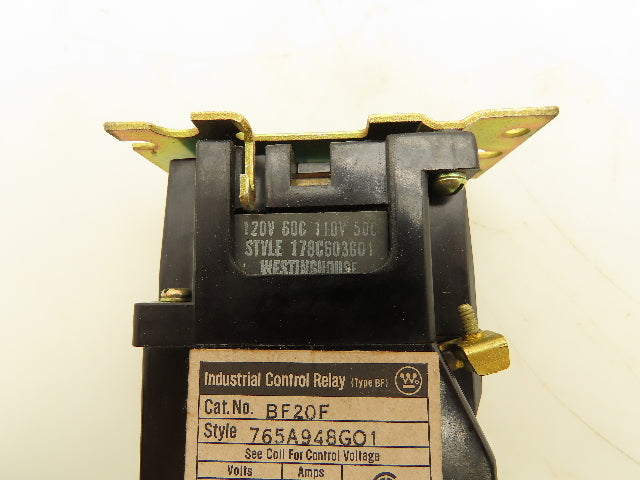 120V 60C 110V 50C
STYLE 178C603G01
WESTINGHOUSE
Industrial Control Relay (Type BF)
Cat. No. BF20F
Style 765A948G01
See Coil For Control Voltage
Volts Amps